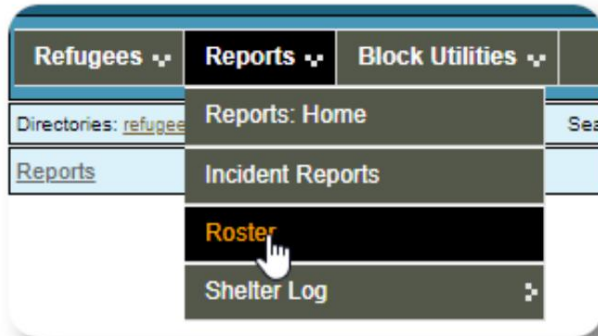 Refugees Reports Block Utilities
Reports: Home
Directories: refugee
Sea
Reports
Incident Reports
Roster
Shelter Log